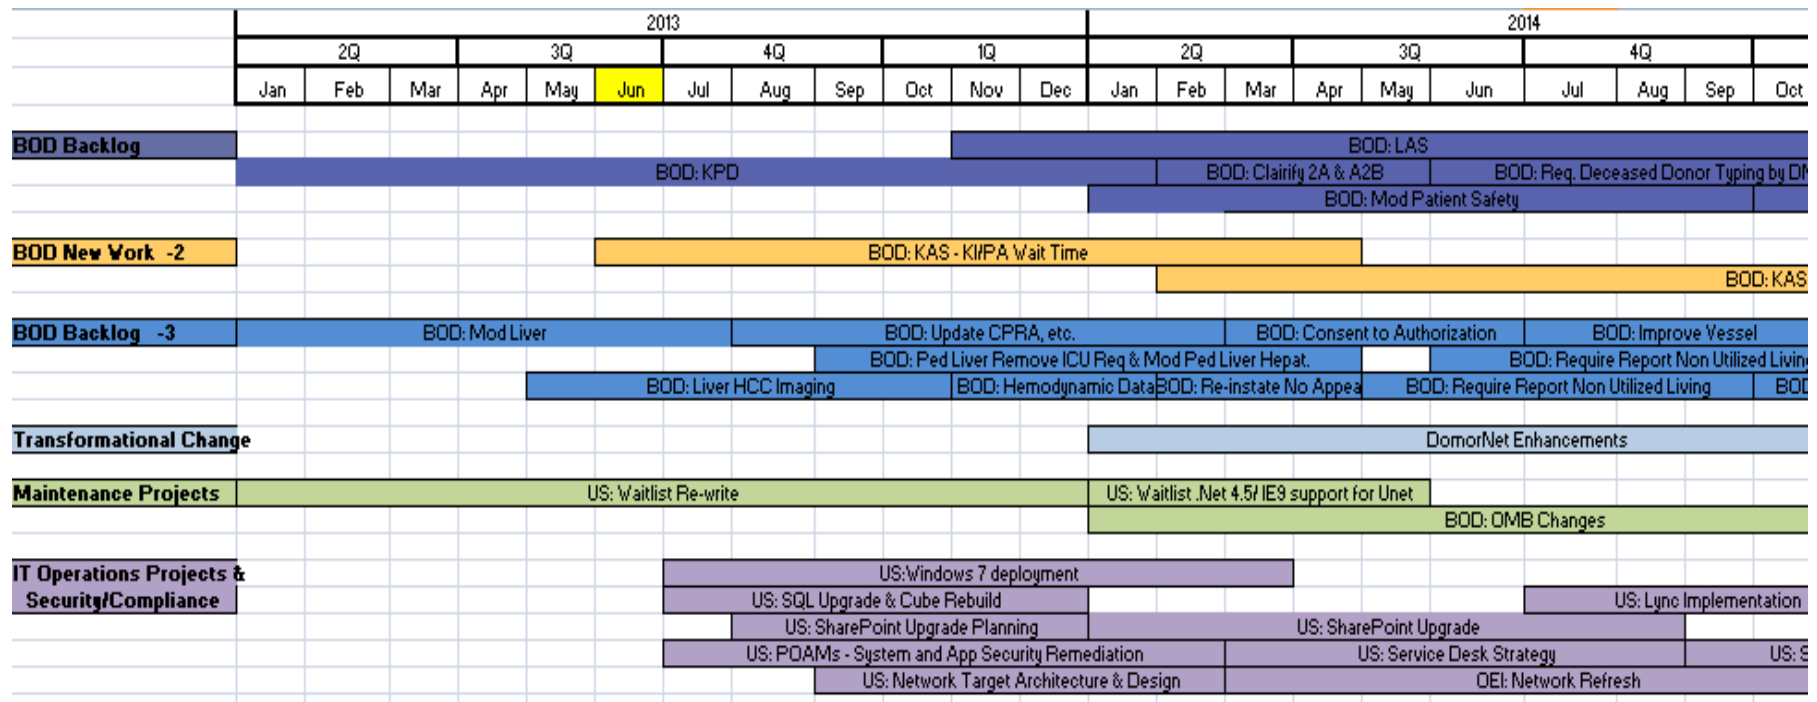 2013 2014
2Q 3Q 4Q 1Q 2Q 3Q 4Q
Jan Feb Mar Apr May Jun Jul Aug Sep Oct Nov Dec Jan Feb Mar Apr May Jun Jul Aug Sep Oct
BOD Backlog BOD: LAS
BOD: KPD BOD: Clairify 2A & A2B BOD: Req. Deceased Donor Typing by DN
BOD: Mod Patient Safety
BOD New Work -2 BOD: KAS - KI/PA Wait Time
BOD: KAS
BOD Backlog -3 BOD: Mod Liver BOD: Update CPRA, etc. BOD: Consent to Authorization BOD: Improve Vessel
BOD: Ped Liver Remove ICU Req & Mod Ped Liver Hepat. BOD: Require Report Non Utilized Living
BOD: Liver HCC Imaging BOD: Hemodynamic Data BOD: Re-instate No Appea BOD: Require Report Non Utilized Living BOD
Transformational Change DomorNet Enhancements
Maintenance Projects US: Waitlist Re-write US: Waitlist .Net 4.5/ IE9 support for Unet
BOD: OMB Changes
IT Operations Projects & US:Windows 7 deployment
Security/Compliance US: SQL Upgrade & Cube Rebuild US: Lync Implementation
US: SharePoint Upgrade Planning US: SharePoint Upgrade
US: POAMs - System and App Security Remediation US: Service Desk Strategy US: S
US: Network Target Architecture & Design OEI: Network Refresh